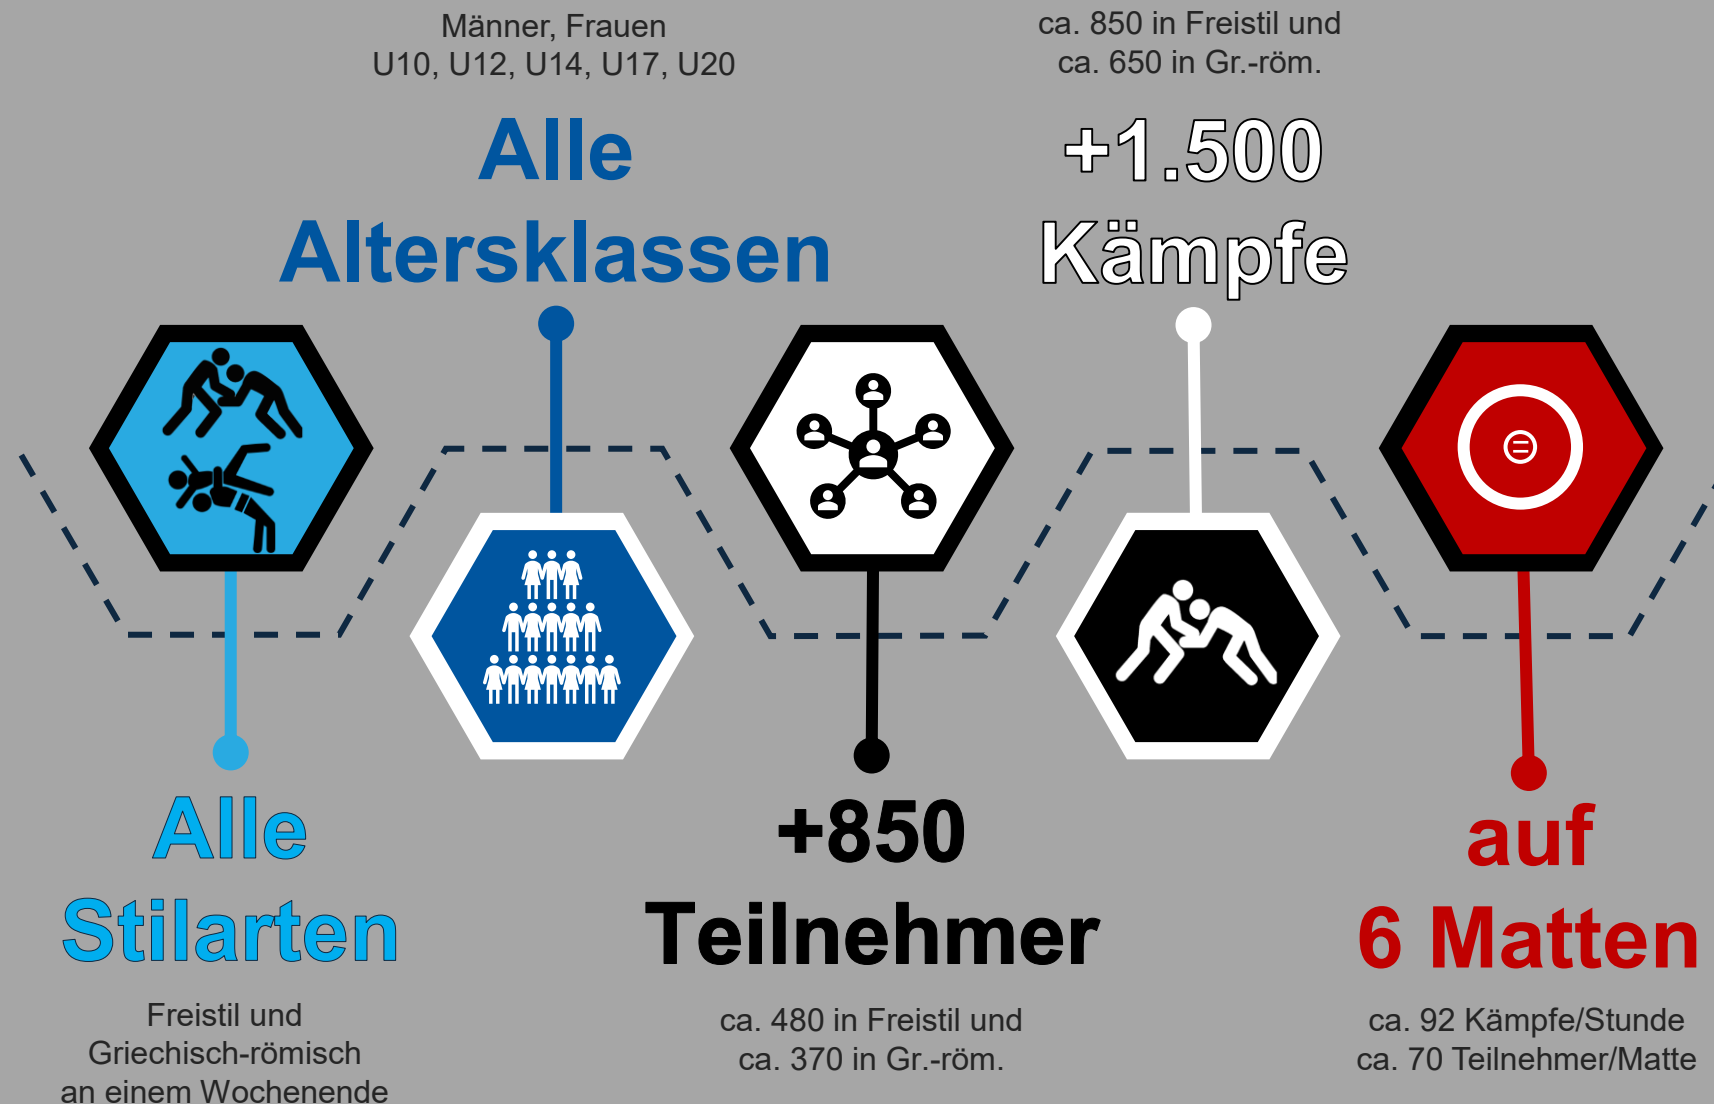 Männer, Frauen
U10, U12, U14, U17, U20
Alle
Altersklassen
ca. 850 in Freistil und
ca. 650 in Gr.-röm.
+1.500
Kämpfe
Alle
Stilarten
Freistil und
Griechisch-römisch
an einem Wochenende
+850
Teilnehmer
ca. 480 in Freistil und
ca. 370 in Gr.-röm.
auf
6 Matten
ca. 92 Kämpfe/Stunde
ca. 70 Teilnehmer/Matte